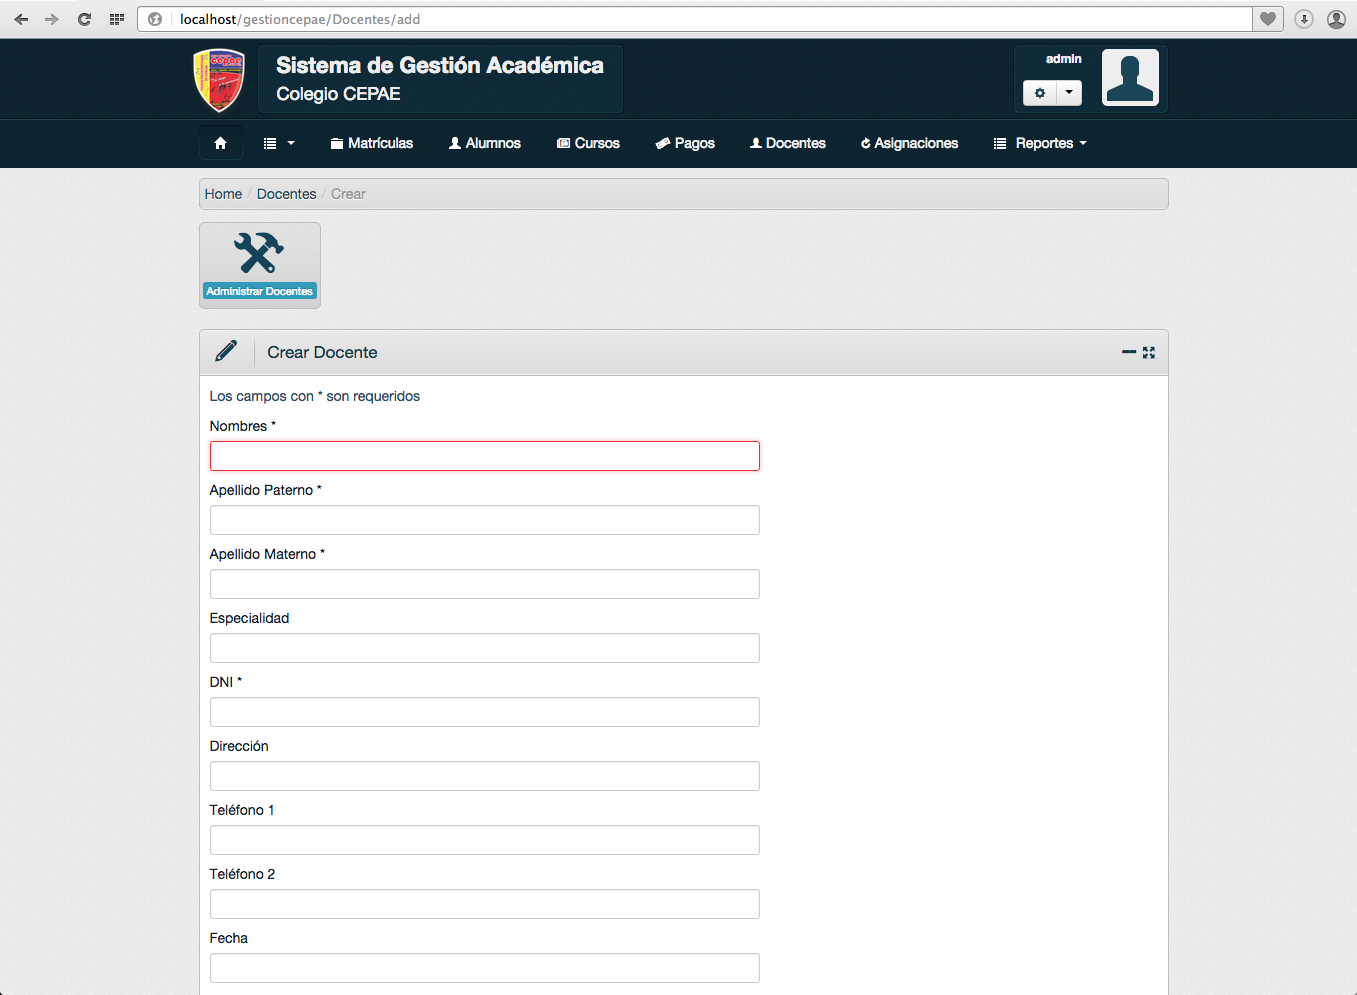 localhost/gestioncepae/Docentes/add
cepae
Sistema de Gestión Académica
Colegio CEPAE
admin
Matrículas
Alumnos
Cursos
Pagos
Docentes
Asignaciones
Reportes
Home / Docentes / Crear
Administrar Docentes
Crear Docente
Los campos con * son requeridos
Nombres *
Apellido Paterno *
Apellido Materno *
Especialidad
DNI *
Dirección
Teléfono 1
Teléfono 2
Fecha